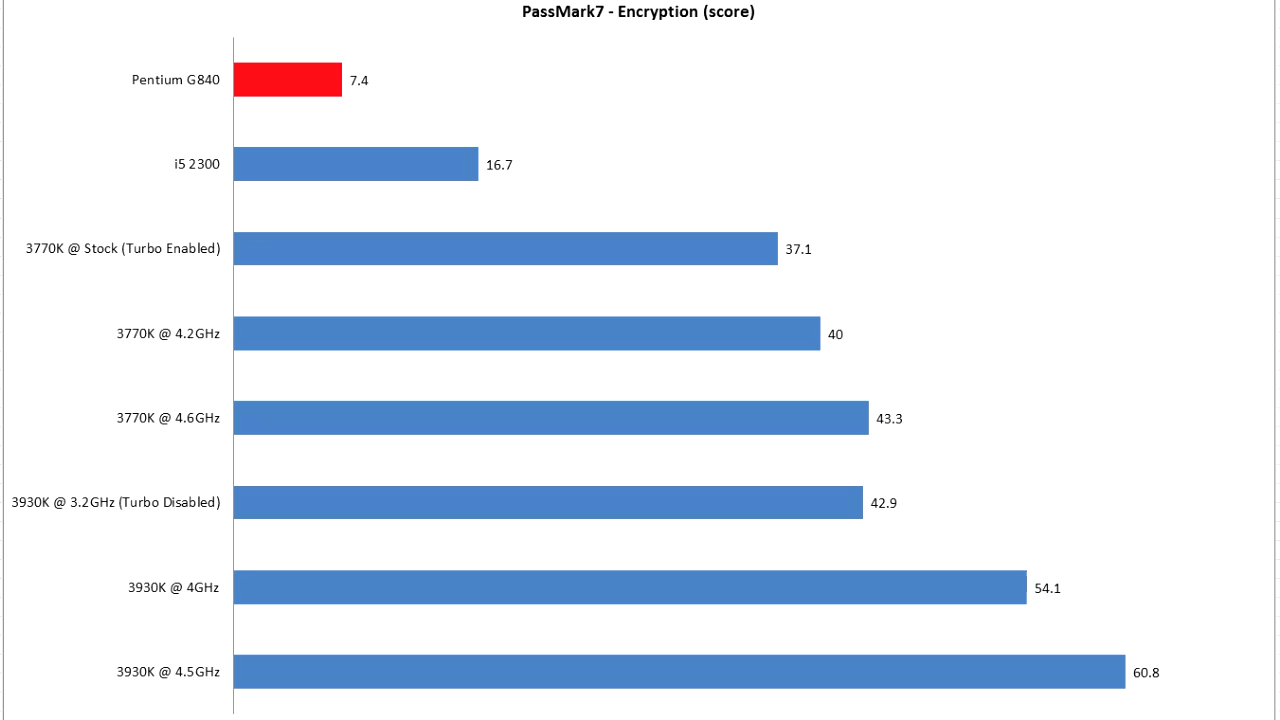 PassMark7 - Encryption (score)
Pentium G840 7.4
i5 2300 16.7
3770K @ Stock (Turbo Enabled) 37.1
3770K @ 4.2GHz 40
3770K @ 4.6GHz 43.3
3930K @ 3.2GHz (Turbo Disabled) 42.9
3930K @ 4GHz 54.1
3930K @ 4.5GHz 60.8